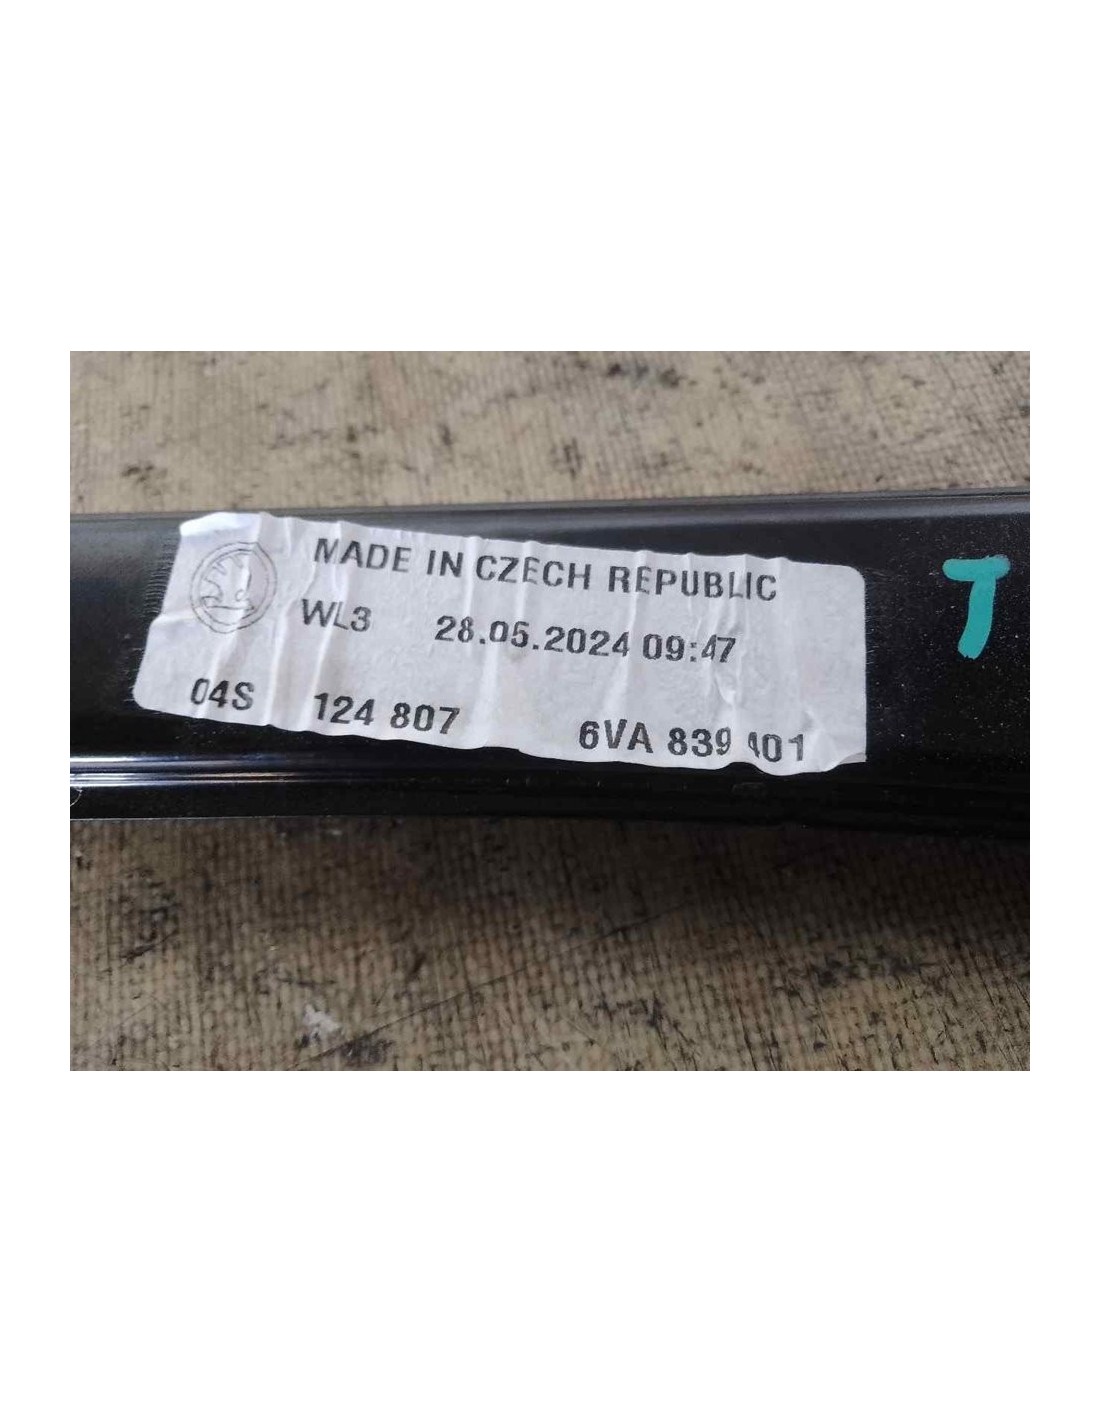 MADE IN CZECH REPUBLIC
WL3 28.05.2024 09:47
04S 124 807 6VA 839 401
T